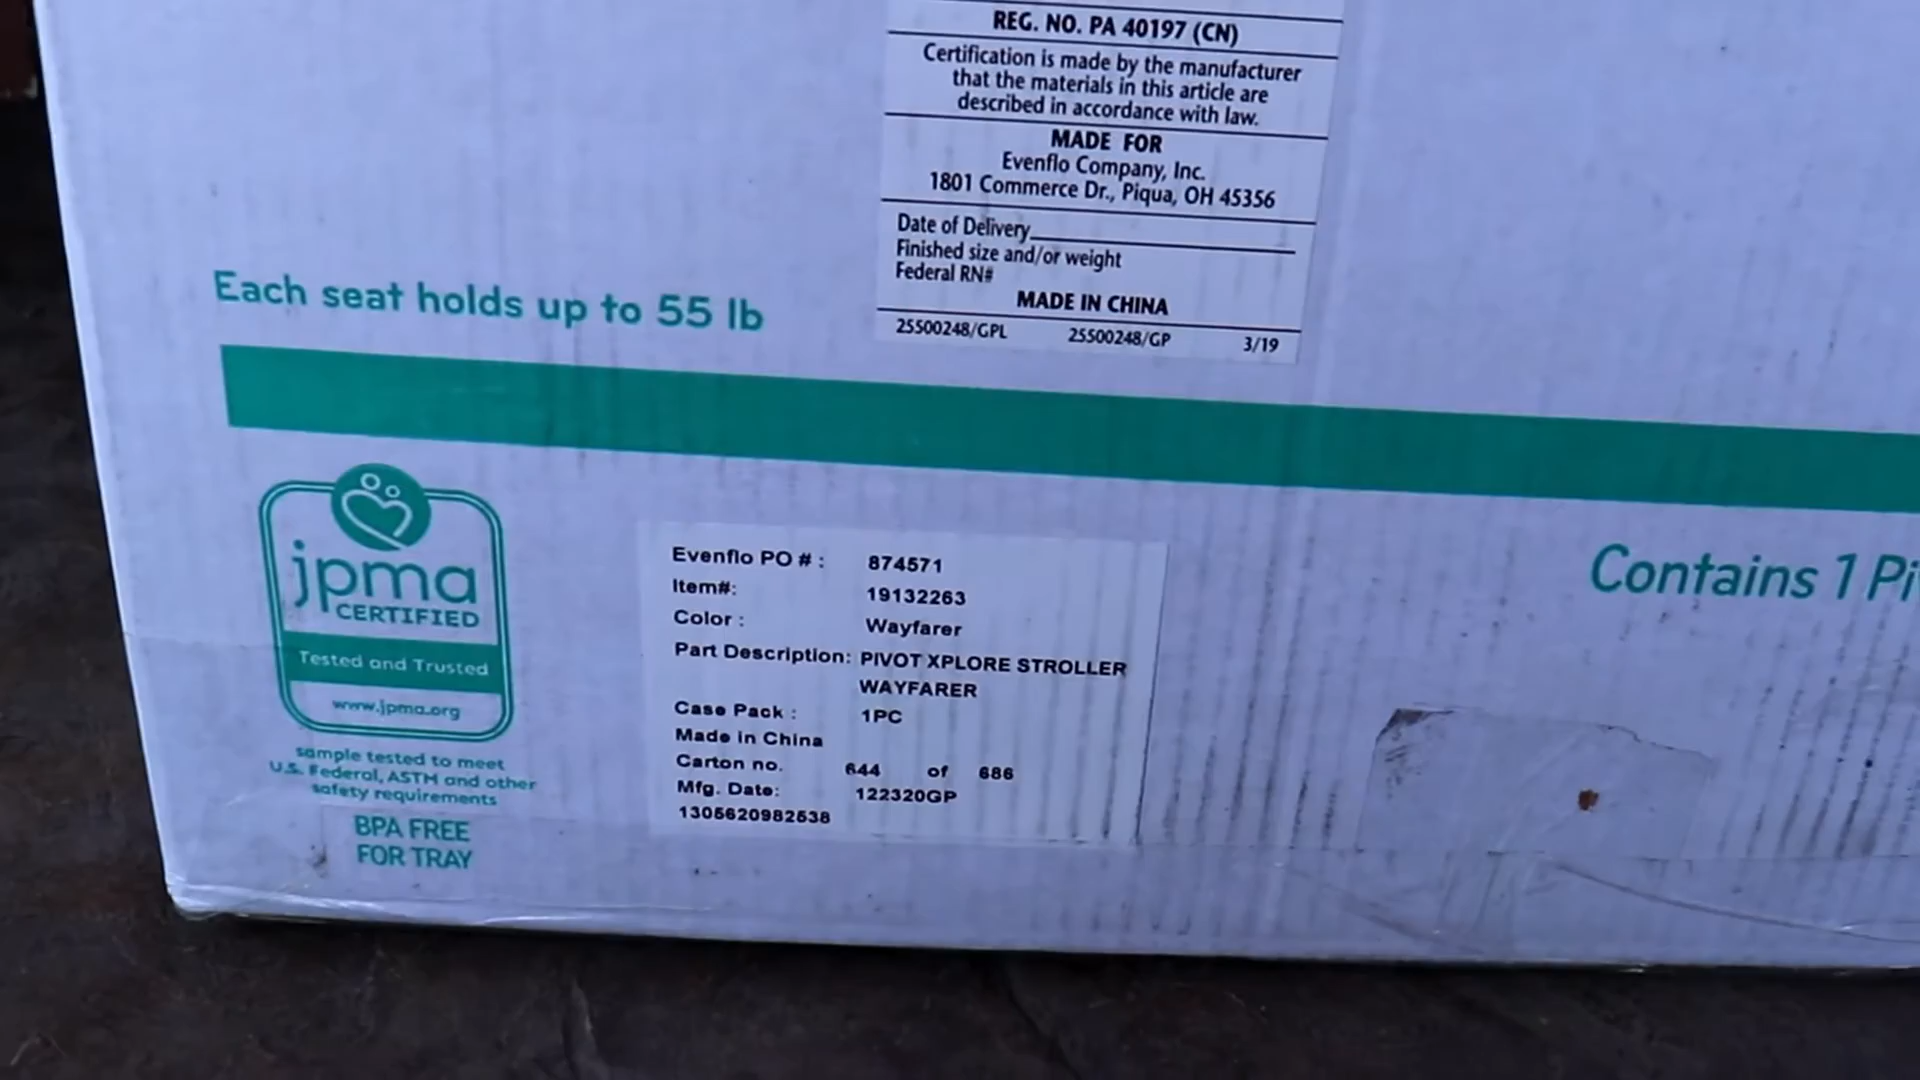 REG. NO. PA 40197 (CN)
Certification is made by the manufacturer
that the materials in this article are
described in accordance with law.
MADE FOR
Evenflo Company, Inc.
1801 Commerce Dr., Piqua, OH 45356
Date of Delivery
Finished size and/or weight
Federal RN#
MADE IN CHINA
25500248/GPL 25500248/GP 3/19
Each seat holds up to 55 lb
jpma
CERTIFIED
Tested and Trusted
www.jpma.org
sample tested to meet
U.S. Federal, ASTM and other
safety requirements
BPA FREE
FOR TRAY
Evenflo PO # : 874571
Item#: 19132263
Color : Wayfarer
Part Description: PIVOT XPLORE STROLLER
WAYFARER
Case Pack : 1PC
Made in China
Carton no. 644 of 686
Mfg. Date: 122320GP
1305620982538
Contains 1 Pi